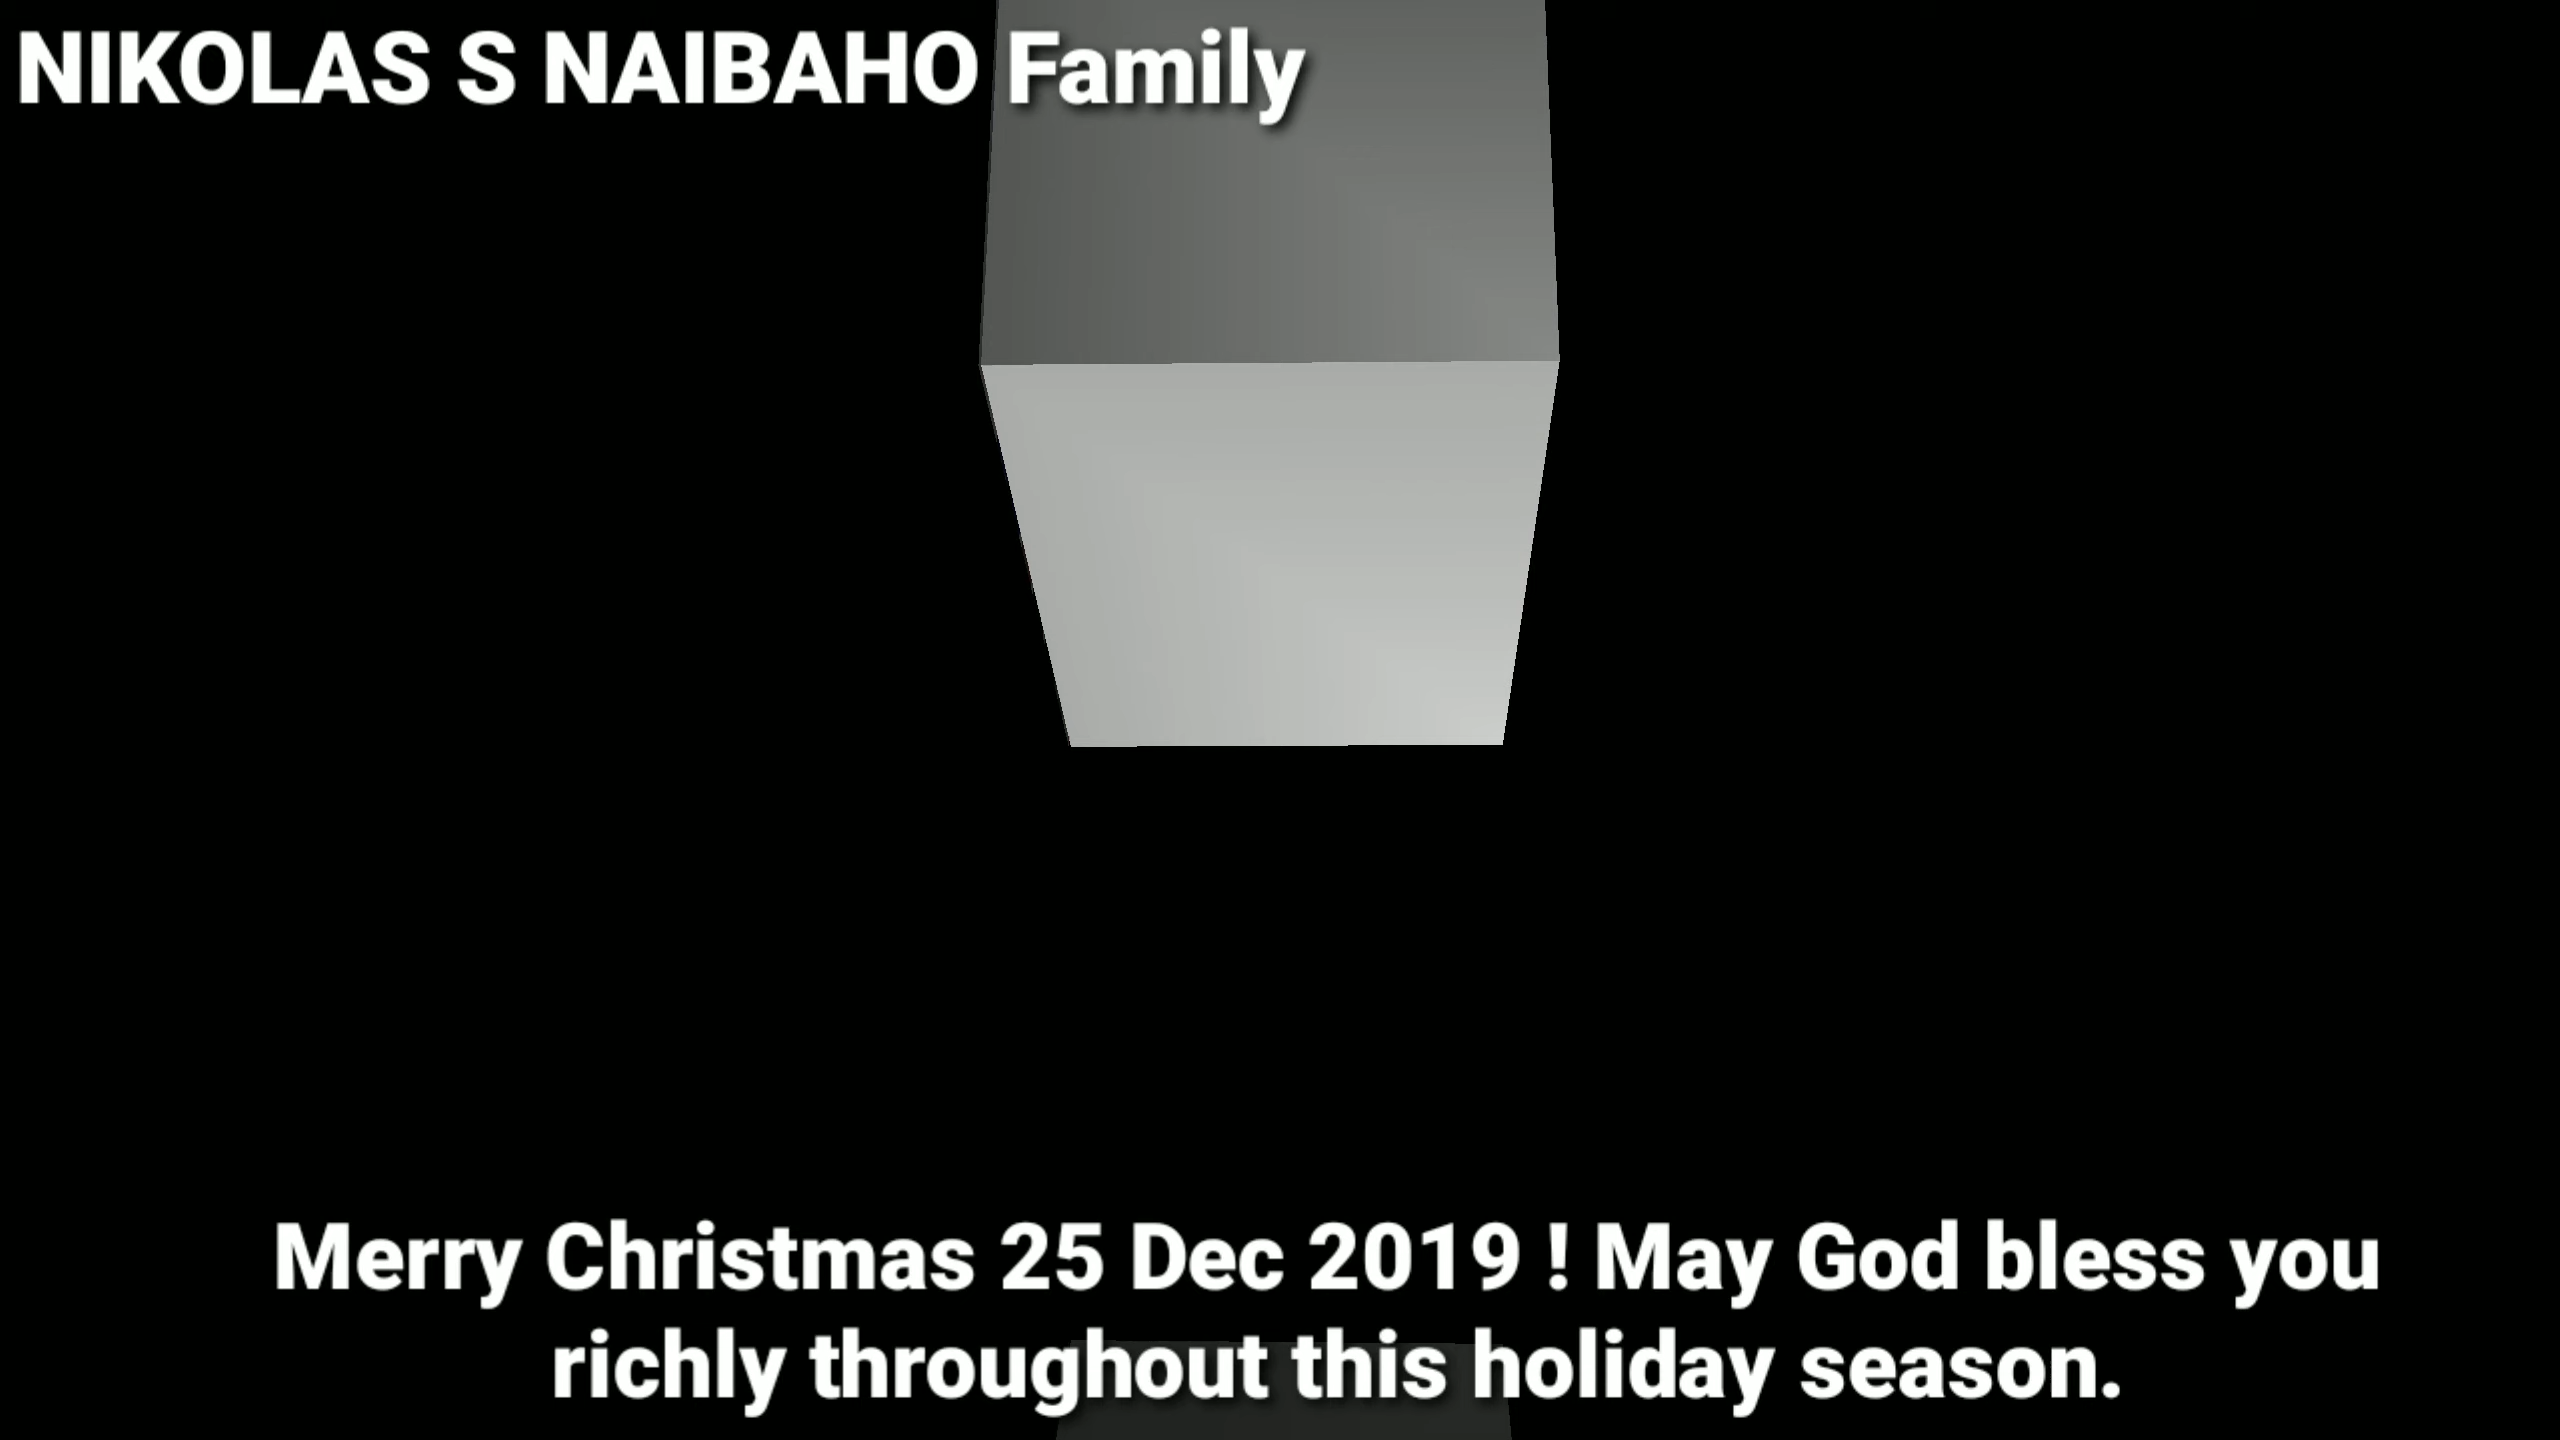 NIKOLAS S NAIBAHO Family
Merry Christmas 25 Dec 2019 ! May God bless you
richly throughout this holiday season.